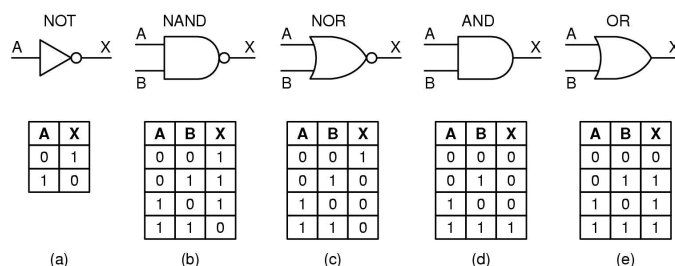 NOT NAND NOR AND OR
A X A X A X A X A X
B B B B
A X A B X A B X A B X A B X
0 1 0 0 1 0 0 1 0 0 0 0 0 0
1 0 0 1 1 0 1 0 0 1 0 0 1 1
1 0 1 1 0 0 1 0 0 1 0 1
1 1 0 1 1 0 1 1 1 1 1 1
(a) (b) (c) (d) (e)